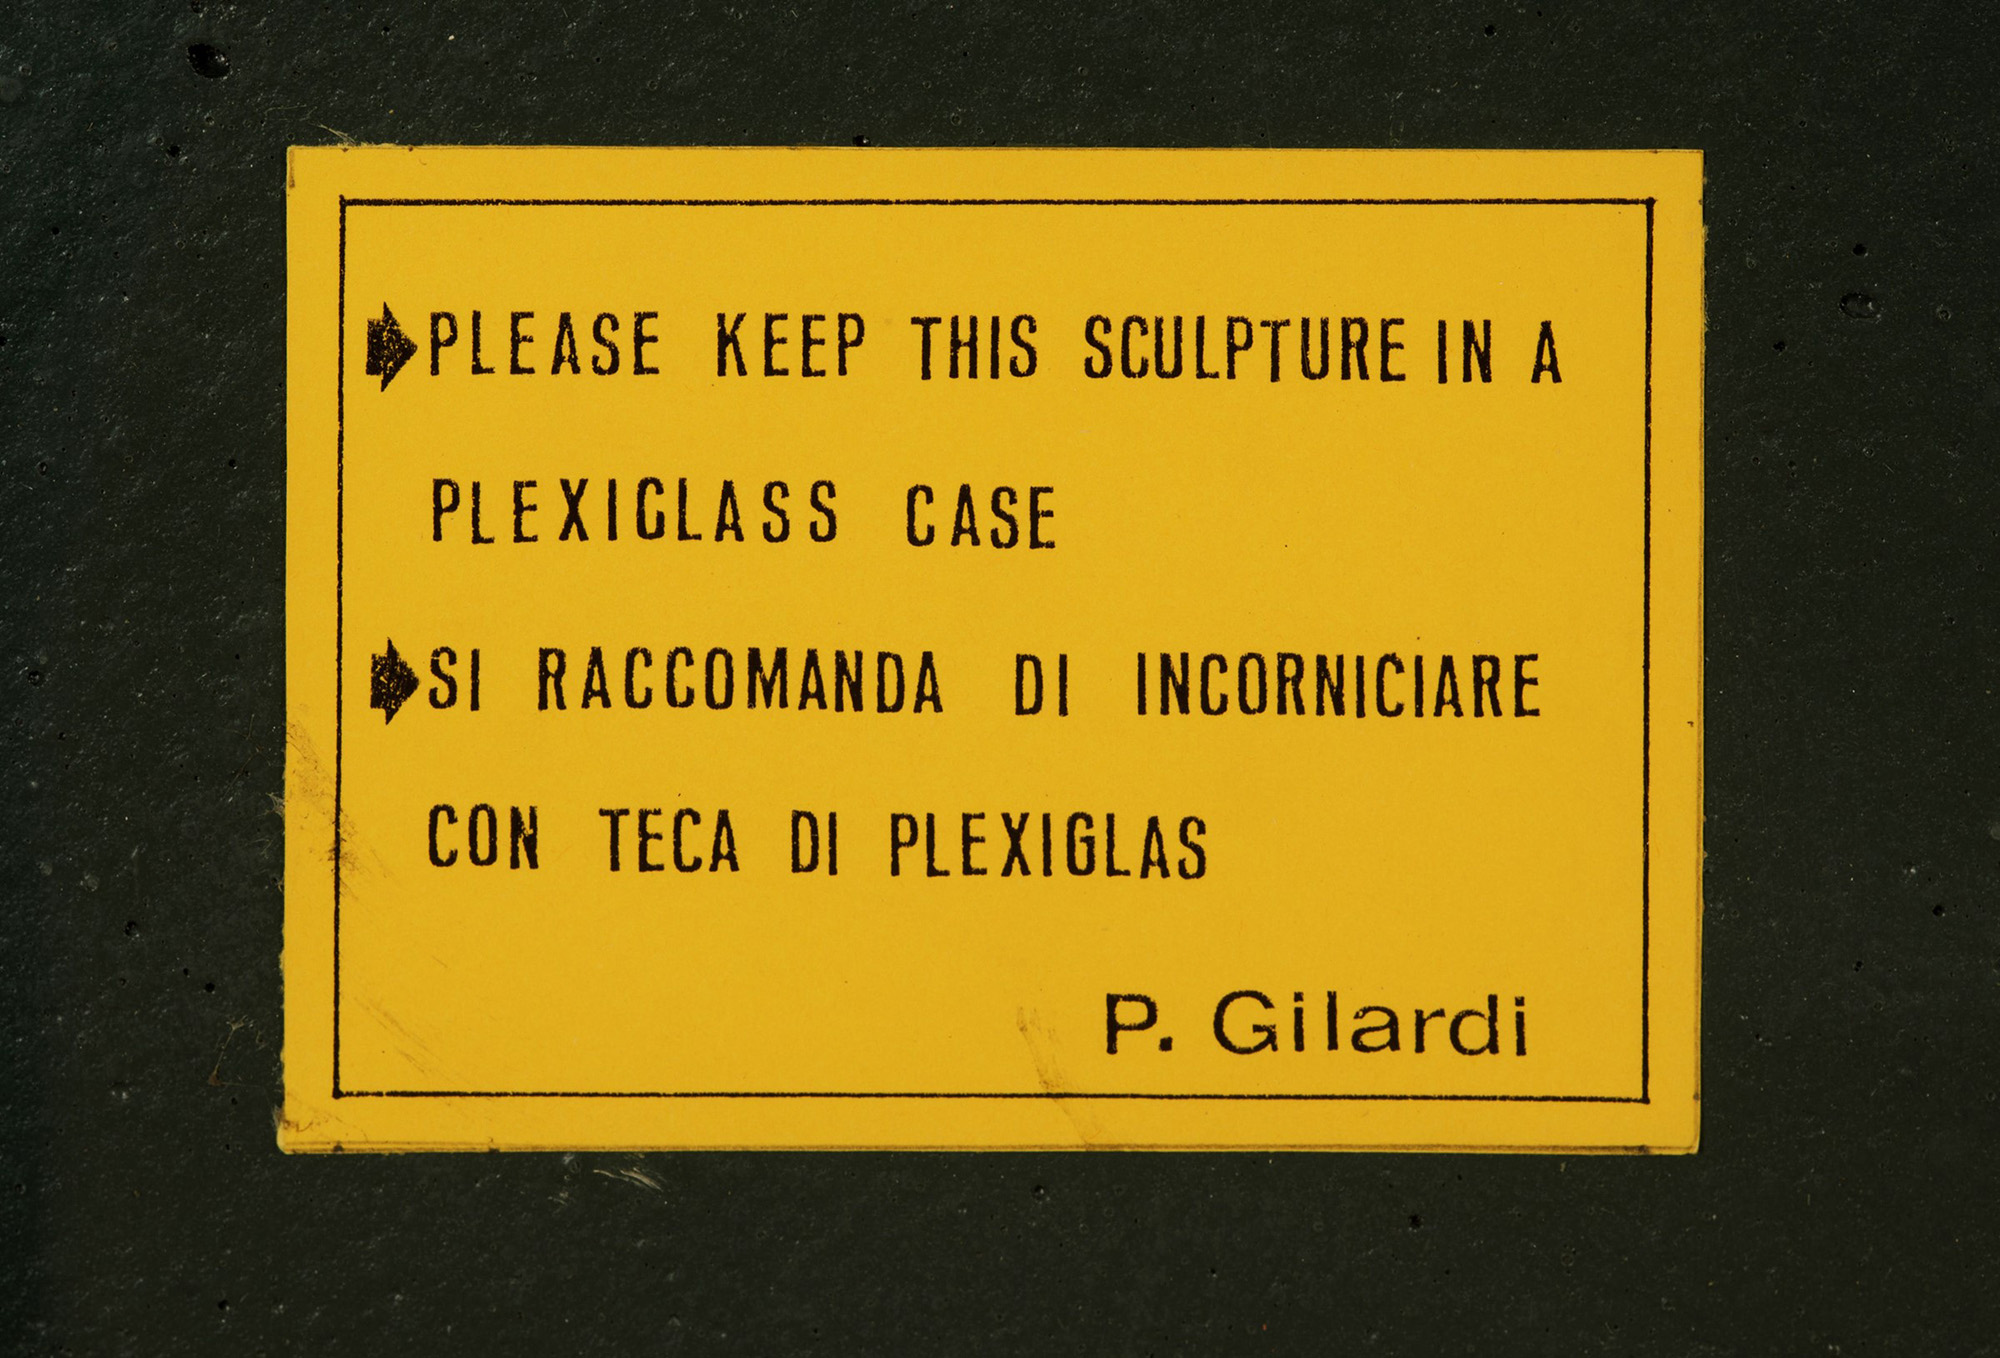 PLEASE KEEP THIS SCULPTURE IN A
PLEXIGLASS CASE
SI RACCOMANDA DI INCORNICIARE
CON TECA DI PLEXIGLAS
P. Gilardi